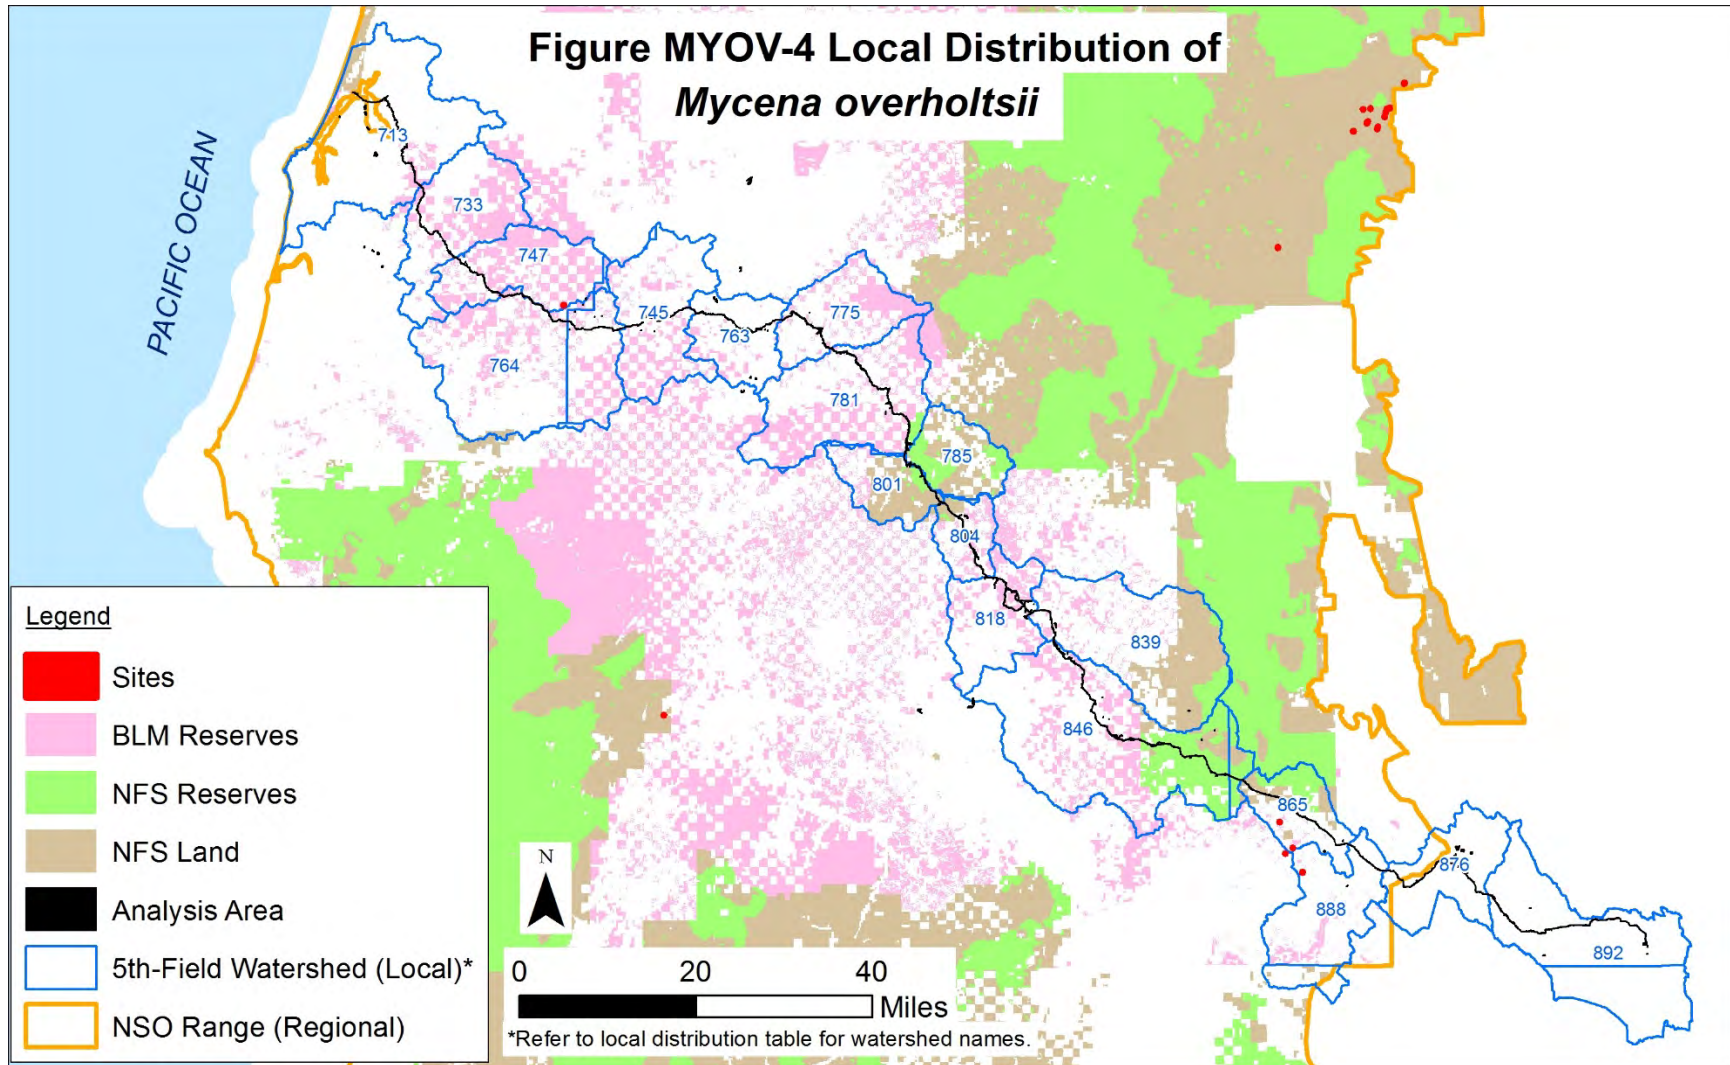 Figure MYOV-4 Local Distribution of
Mycena overholtsii
PACIFIC OCEAN
713
733
747
745
775
763
764
781
785
801
804
818
839
846
865
876
888
892
Legend
Sites
BLM Reserves
NFS Reserves
NFS Land
Analysis Area
5th-Field Watershed (Local)*
NSO Range (Regional)
N
0 20 40
Miles
*Refer to local distribution table for watershed names.